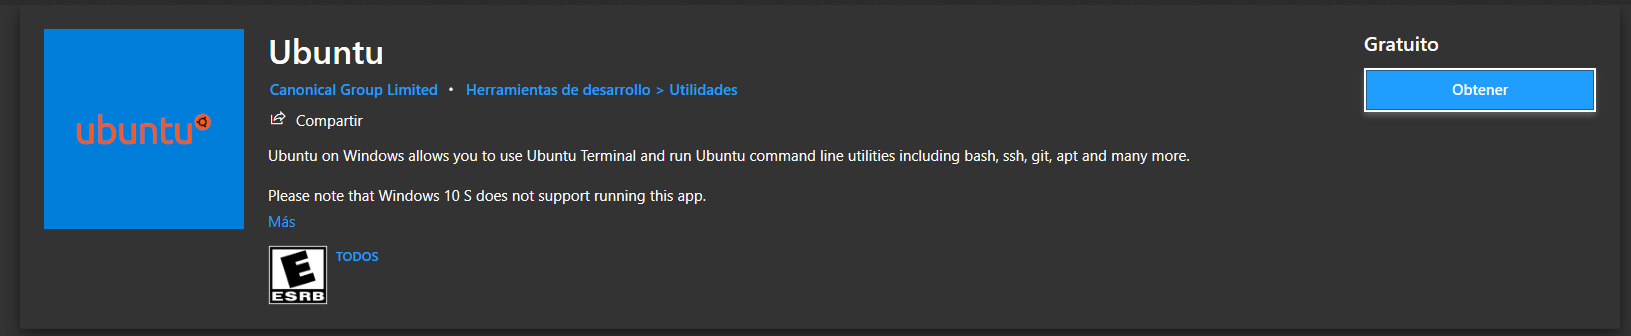 Ubuntu
Gratuito
Canonical Group Limited • Herramientas de desarrollo > Utilidades
Obtener
ubuntu
Compartir
Ubuntu on Windows allows you to use Ubuntu Terminal and run Ubuntu command line utilities including bash, ssh, git, apt and many more.
Please note that Windows 10 S does not support running this app.
Más
E
TODOS
ESRB